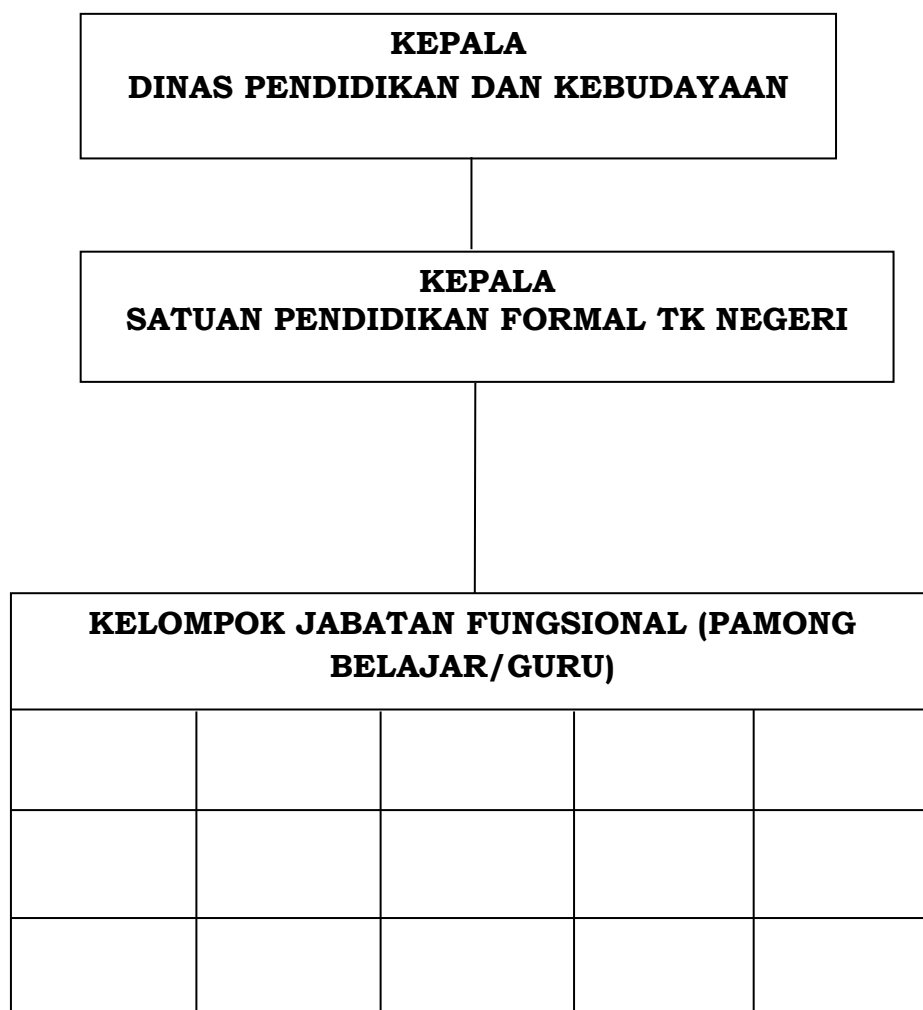 KEPALA
DINAS PENDIDIKAN DAN KEBUDAYAAN
KEPALA
SATUAN PENDIDIKAN FORMAL TK NEGERI
KELOMPOK JABATAN FUNGSIONAL (PAMONG
BELAJAR/GURU)